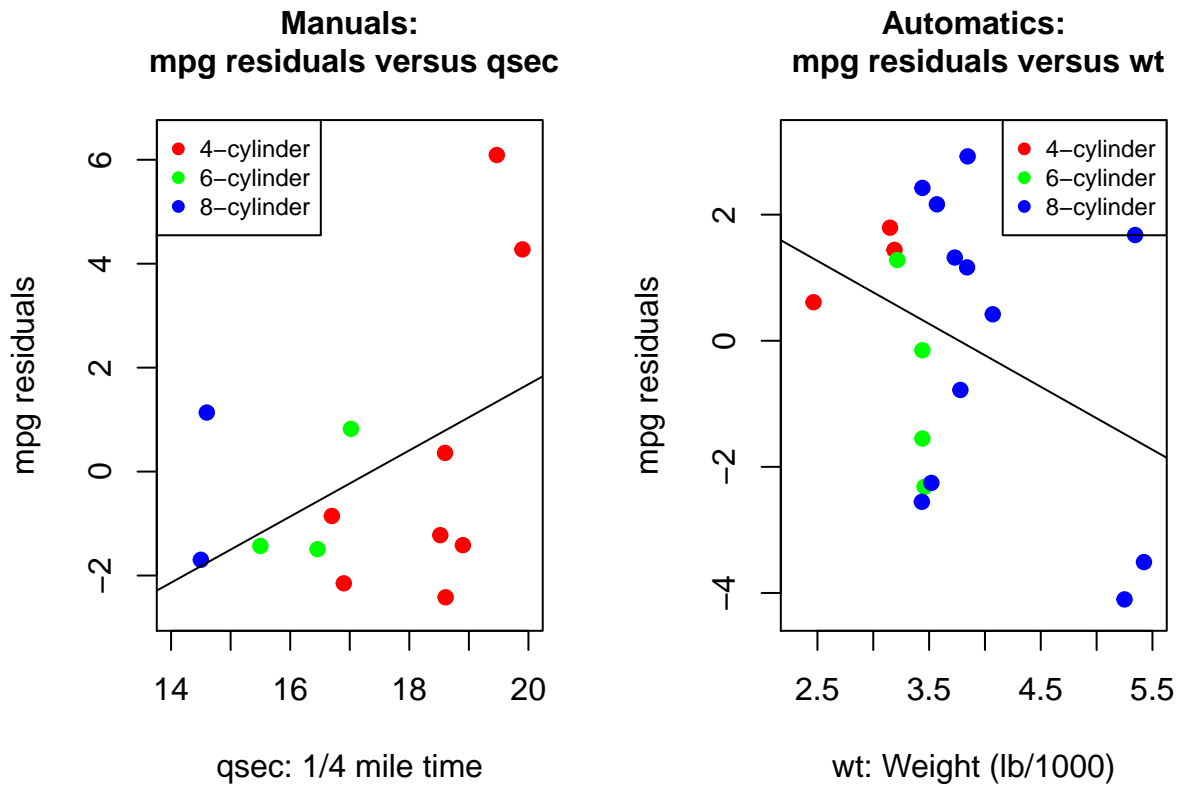 Manuals:
mpg residuals versus qsec
4−cylinder
6−cylinder
8−cylinder
6
4
2
0
−2
mpg residuals
14
16
18
20
qsec: 1/4 mile time
Automatics:
mpg residuals versus wt
4−cylinder
6−cylinder
8−cylinder
2
0
−2
−4
mpg residuals
2.5
3.5
4.5
5.5
wt: Weight (lb/1000)